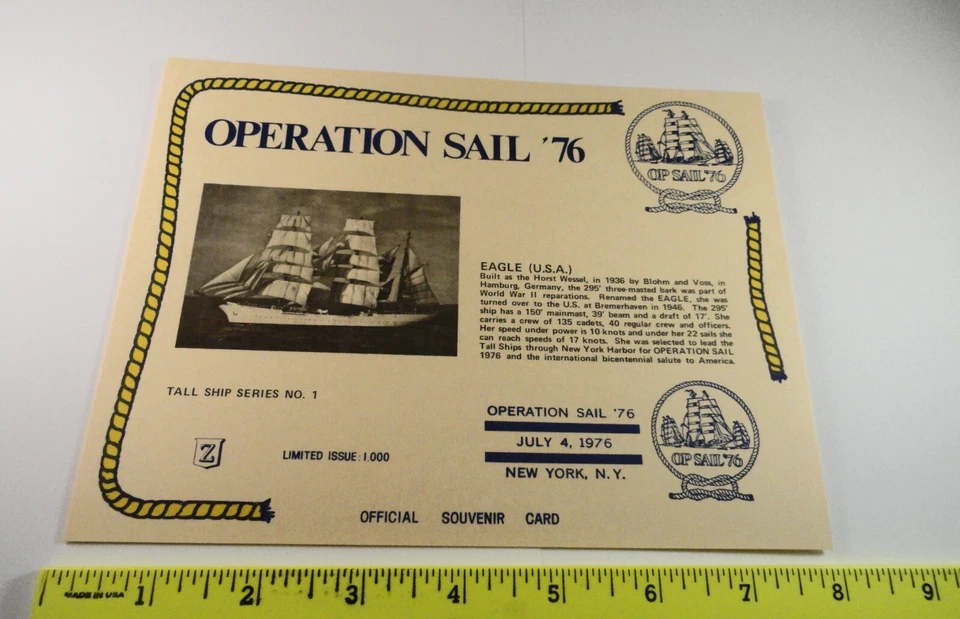 OPERATION SAIL '76
OP SAIL '76
EAGLE (U.S.A.)
Built as the Horst Wessel, in 1936 by Blohm and Voss, in
Hamburg, Germany, the 295' three-masted bark was part of
World War II reparations. Renamed the EAGLE, she was
turned over to the U.S. at Bremerhaven in 1946. The 295'
ship has a 150' mainmast, 39' beam and a draft of 17'. She
carries a crew of 135 cadets, 40 regular crew and officers.
Her speed under power is 10 knots and under her 22 sails she
can reach speeds of 17 knots. She was selected to lead the
Tall Ships through New York Harbor for OPERATION SAIL
1976 and the international bicentennial salute to America.
TALL SHIP SERIES NO. 1
OPERATION SAIL '76
JULY 4, 1976
NEW YORK, N.Y.
OP SAIL '76
Z
LIMITED ISSUE: 1,000
OFFICIAL SOUVENIR CARD
MADE IN USA 1 2 3 4 5 6 7 8 9